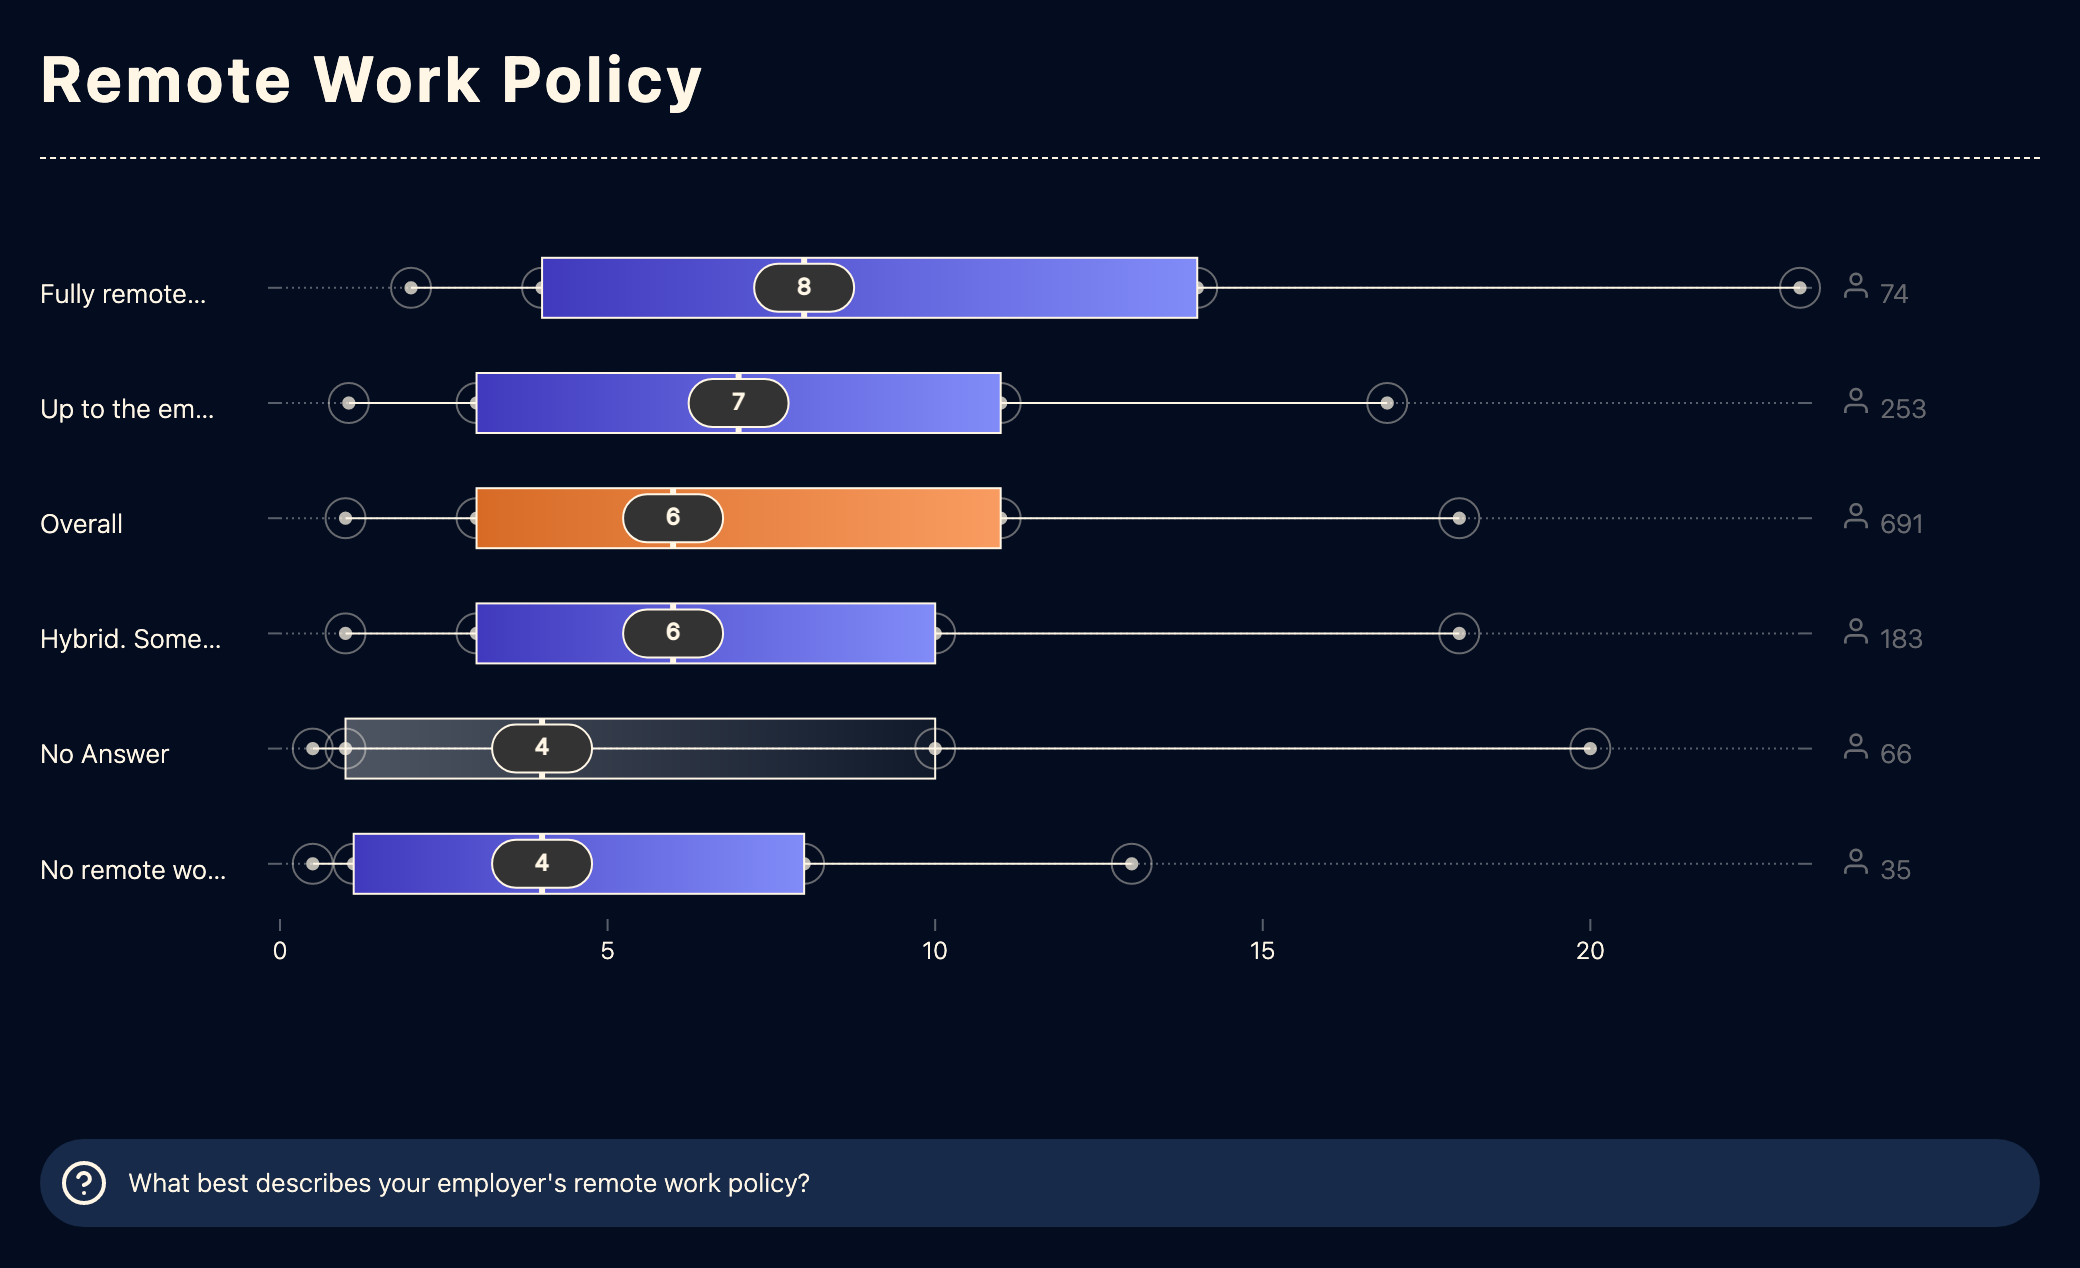 Remote Work Policy
Fully remote... 8 74
Up to the em... 7 253
Overall 6 691
Hybrid. Some... 6 183
No Answer 4 66
No remote wo... 4 35
0 5 10 15 20
What best describes your employer's remote work policy?